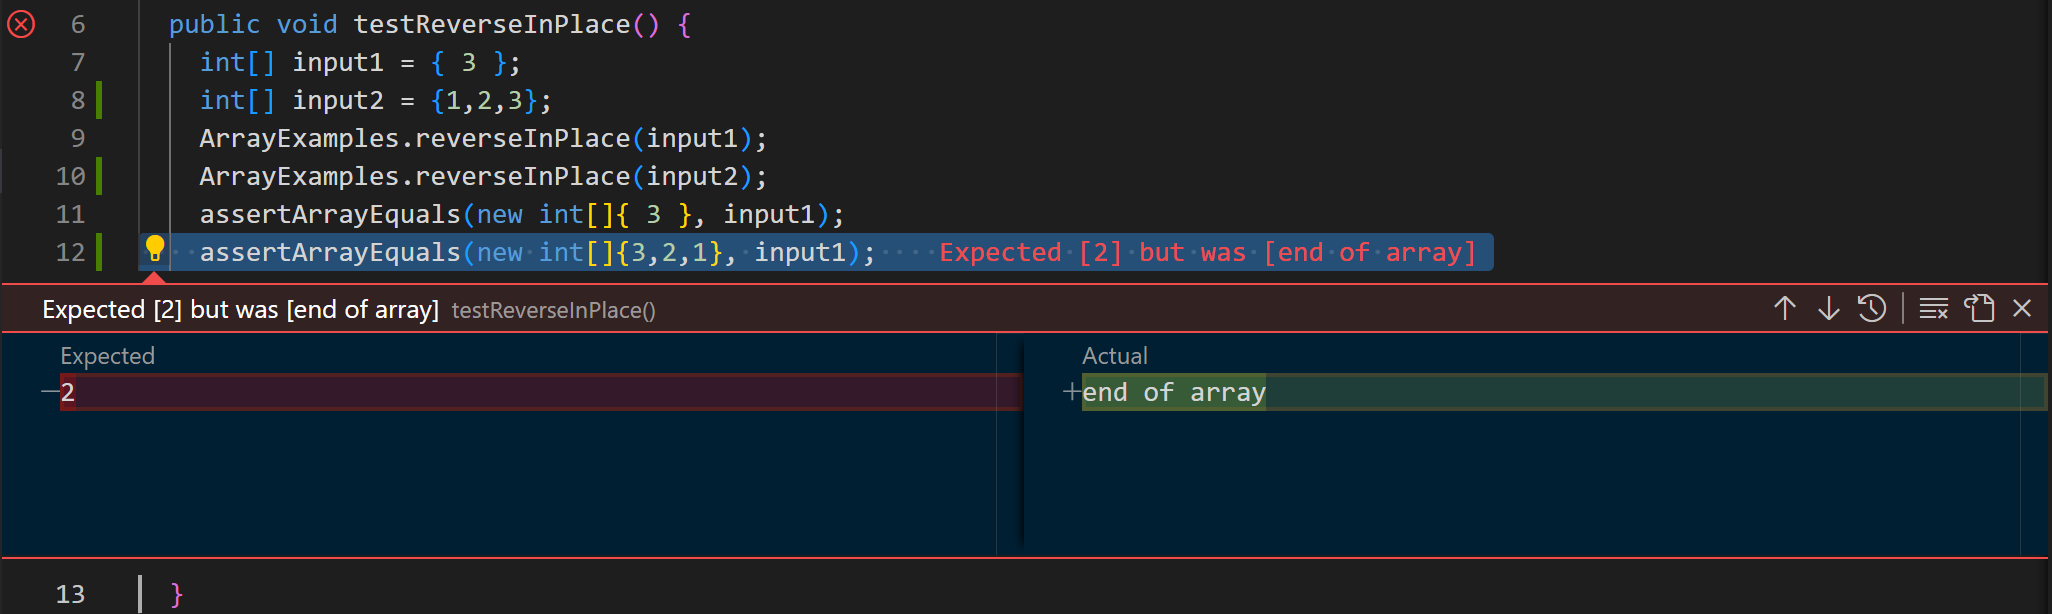 6 public void testReverseInPlace() {
7 int[] input1 = { 3 };
8 int[] input2 = {1,2,3};
9 ArrayExamples.reverseInPlace(input1);
10 ArrayExamples.reverseInPlace(input2);
11 assertArrayEquals(new int[]{ 3 }, input1);
12 assertArrayEquals(new int[]{3,2,1}, input1); Expected [2] but was [end of array]
Expected [2] but was [end of array] testReverseInPlace()
Expected Actual
2 end of array
13 }